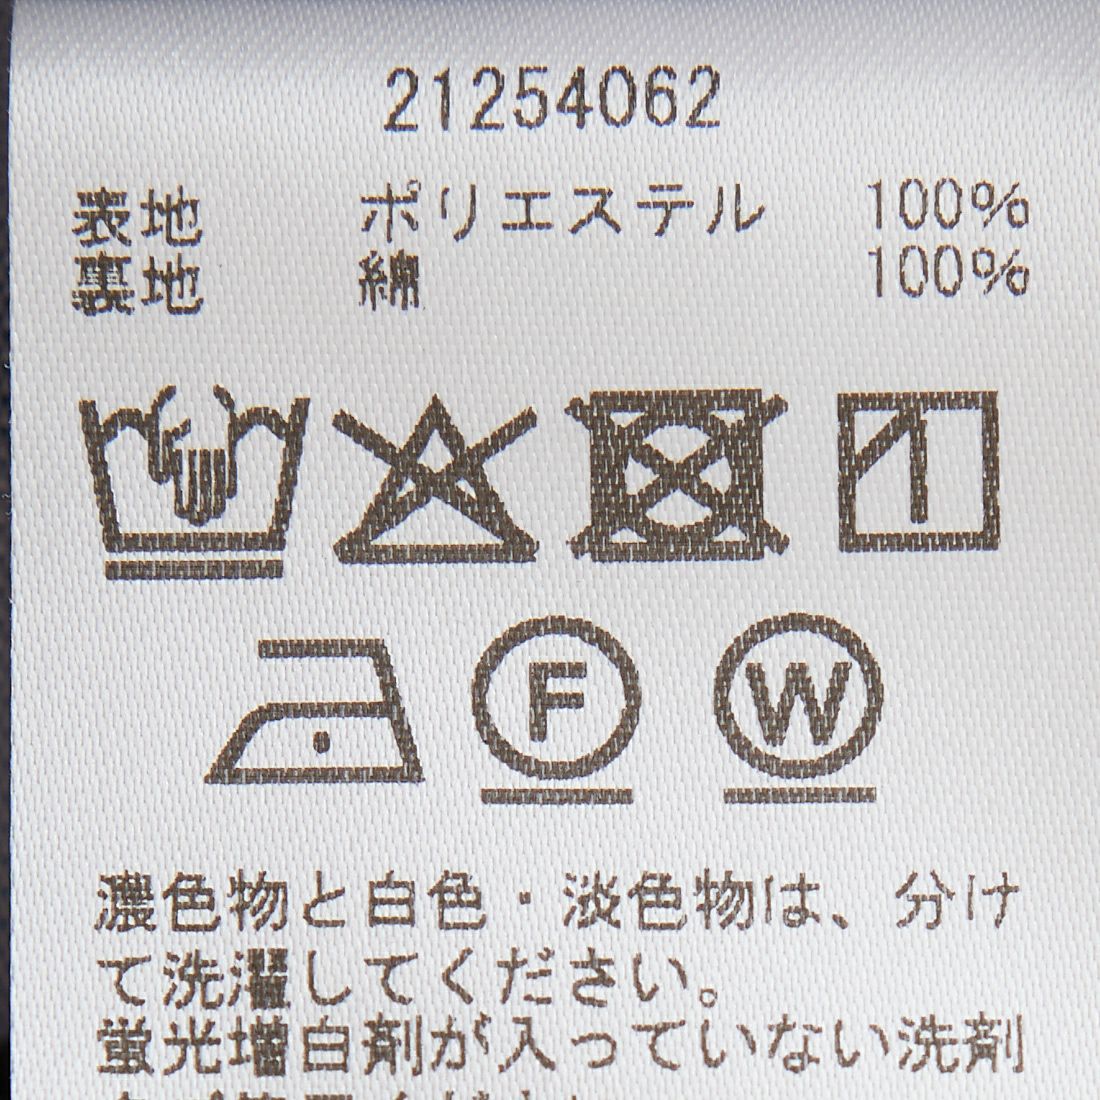 21254062
表地 ポリエステル 100%
裏地 綿 100%
F W
濃色物と白色・淡色物は、分け
て洗濯してください。
蛍光増白剤が入っていない洗剤